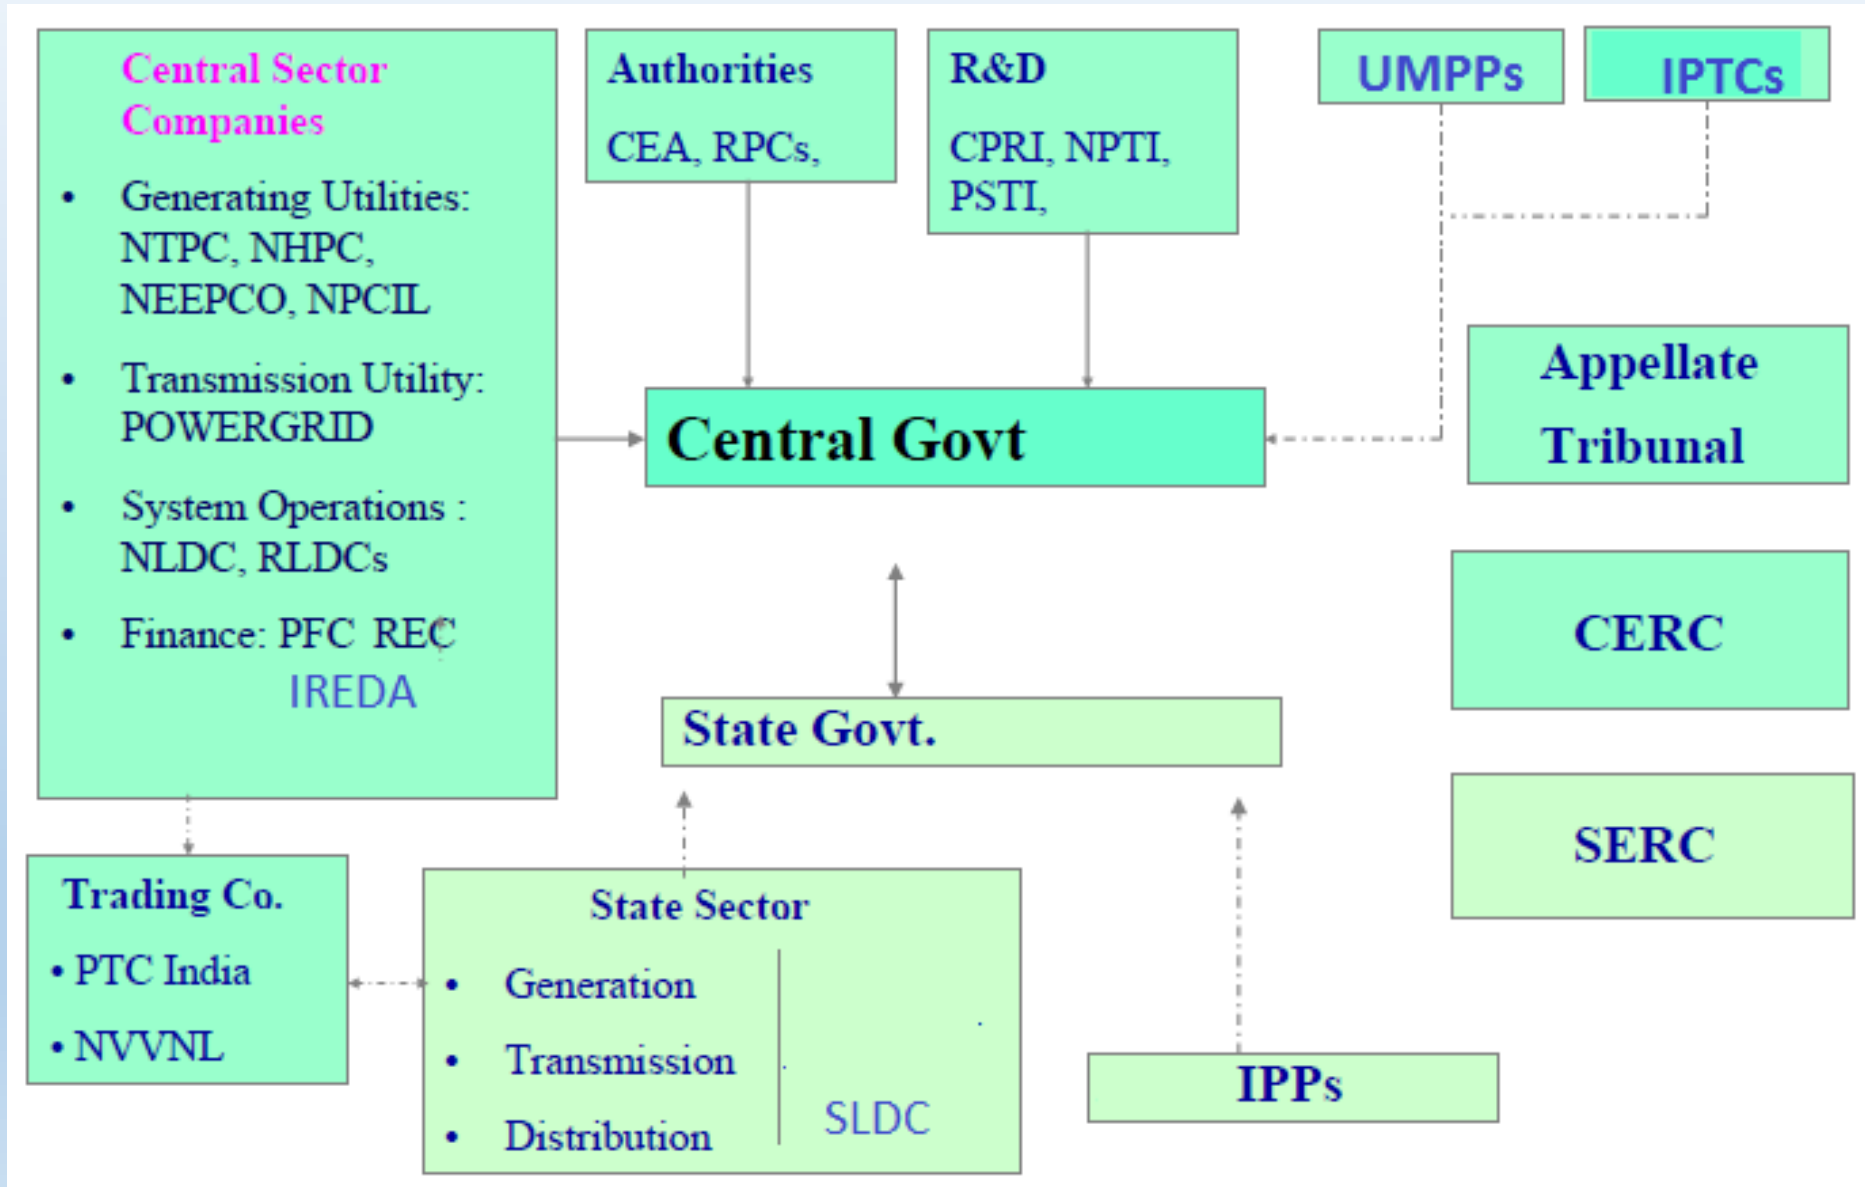 Central Sector
Companies
• Generating Utilities:
NTPC, NHPC,
NEEPCO, NPCIL
• Transmission Utility:
POWERGRID
• System Operations :
NLDC, RLDCs
• Finance: PFC REC
IREDA
Authorities
CEA, RPCs,
R&D
CPRI, NPTI,
PSTI,
UMPPs
IPTCs
Central Govt
Appellate
Tribunal
CERC
State Govt.
SERC
Trading Co.
• PTC India
• NVVNL
State Sector
• Generation
• Transmission
• Distribution
SLDC
IPPs